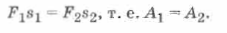 F₁s₁ = F₂s₂, т. е. A₁ = A₂.